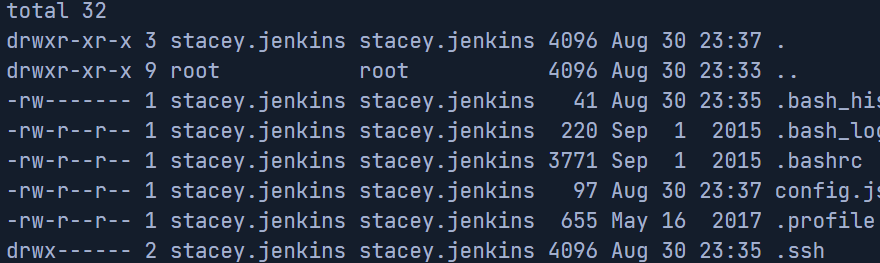 total 32
drwxr-xr-x 3 stacey.jenkins stacey.jenkins 4096 Aug 30 23:37 .
drwxr-xr-x 9 root           root           4096 Aug 30 23:33 ..
-rw------- 1 stacey.jenkins stacey.jenkins   41 Aug 30 23:35 .bash_his
-rw-r--r-- 1 stacey.jenkins stacey.jenkins  220 Sep  1  2015 .bash_log
-rw-r--r-- 1 stacey.jenkins stacey.jenkins 3771 Sep  1  2015 .bashrc
-rw-r--r-- 1 stacey.jenkins stacey.jenkins   97 Aug 30 23:37 config.js
-rw-r--r-- 1 stacey.jenkins stacey.jenkins  655 May 16  2017 .profile
drwx------ 2 stacey.jenkins stacey.jenkins 4096 Aug 30 23:35 .ssh